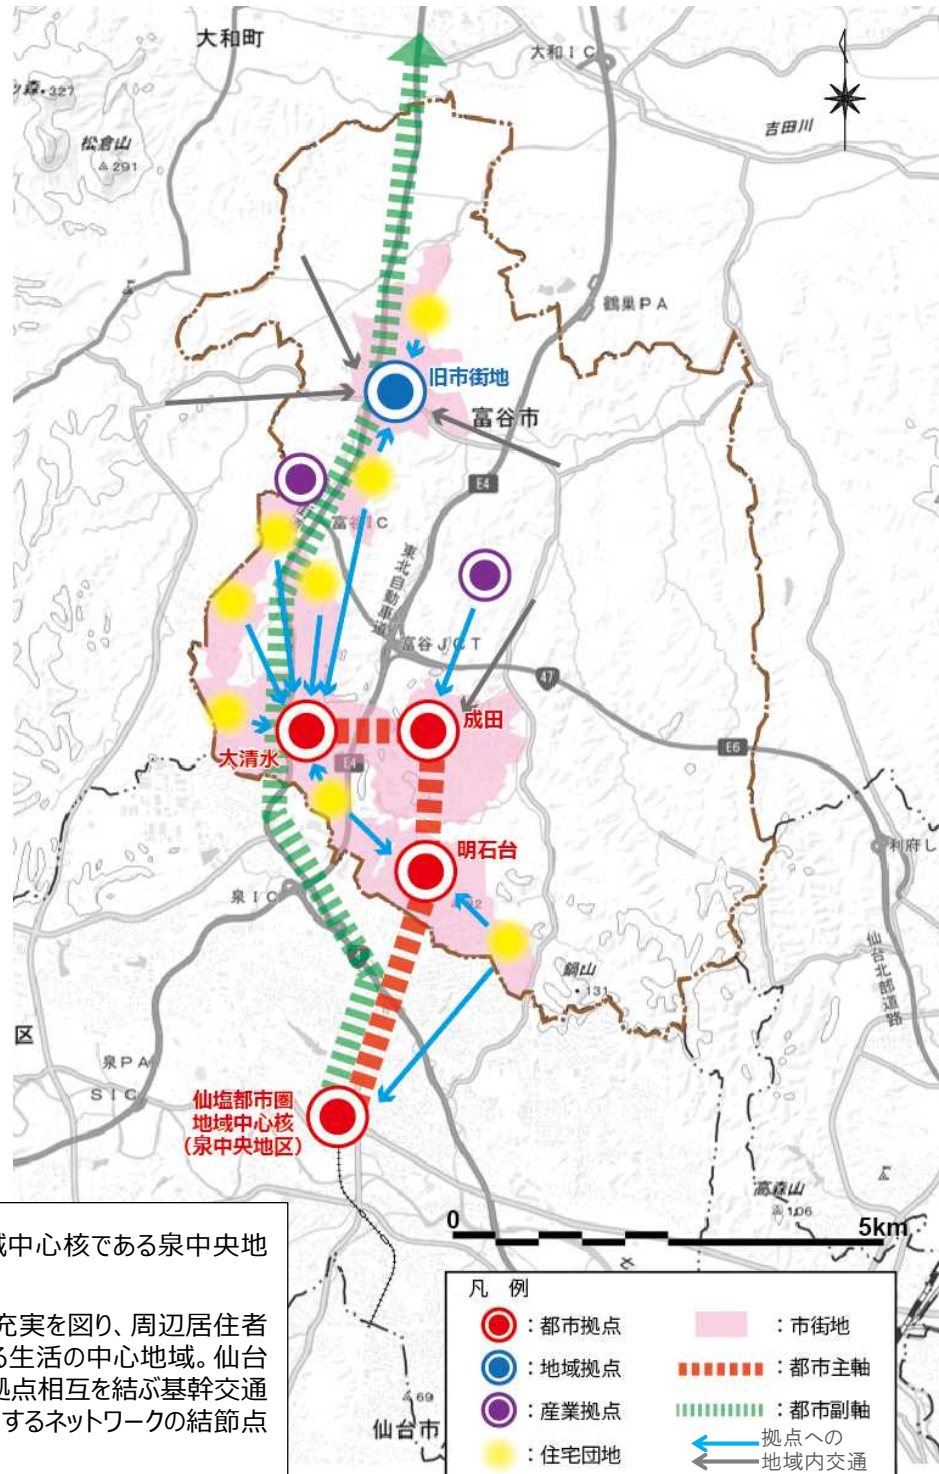 大和町
大和IC
森・327
松倉山
291
吉田川
鶴巣PA
旧市街地
富谷市
E4
富谷IC
東北自動車道
富谷JCT
47
成田
大清水
E4
E6
明石台
利府し
泉IC
鍋山
・131
仙台北部道路
区
泉PA
SIC
仙塩都市圏
地域中心核
(泉中央地区)
高森山
106
0
5km
域中心核である泉中央地
充実を図り、周辺居住者
る生活の中心地域。仙台
拠点相互を結ぶ基幹交通
するネットワークの結節点
69
仙台市
凡 例
:都市拠点
:市街地
:地域拠点
:都市主軸
:産業拠点
:都市副軸
:住宅団地
拠点への
地域内交通